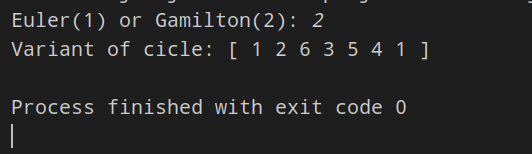 Euler(1) or Gamilton(2): 2
Variant of cicle: [ 1 2 6 3 5 4 1 ]
Process finished with exit code 0